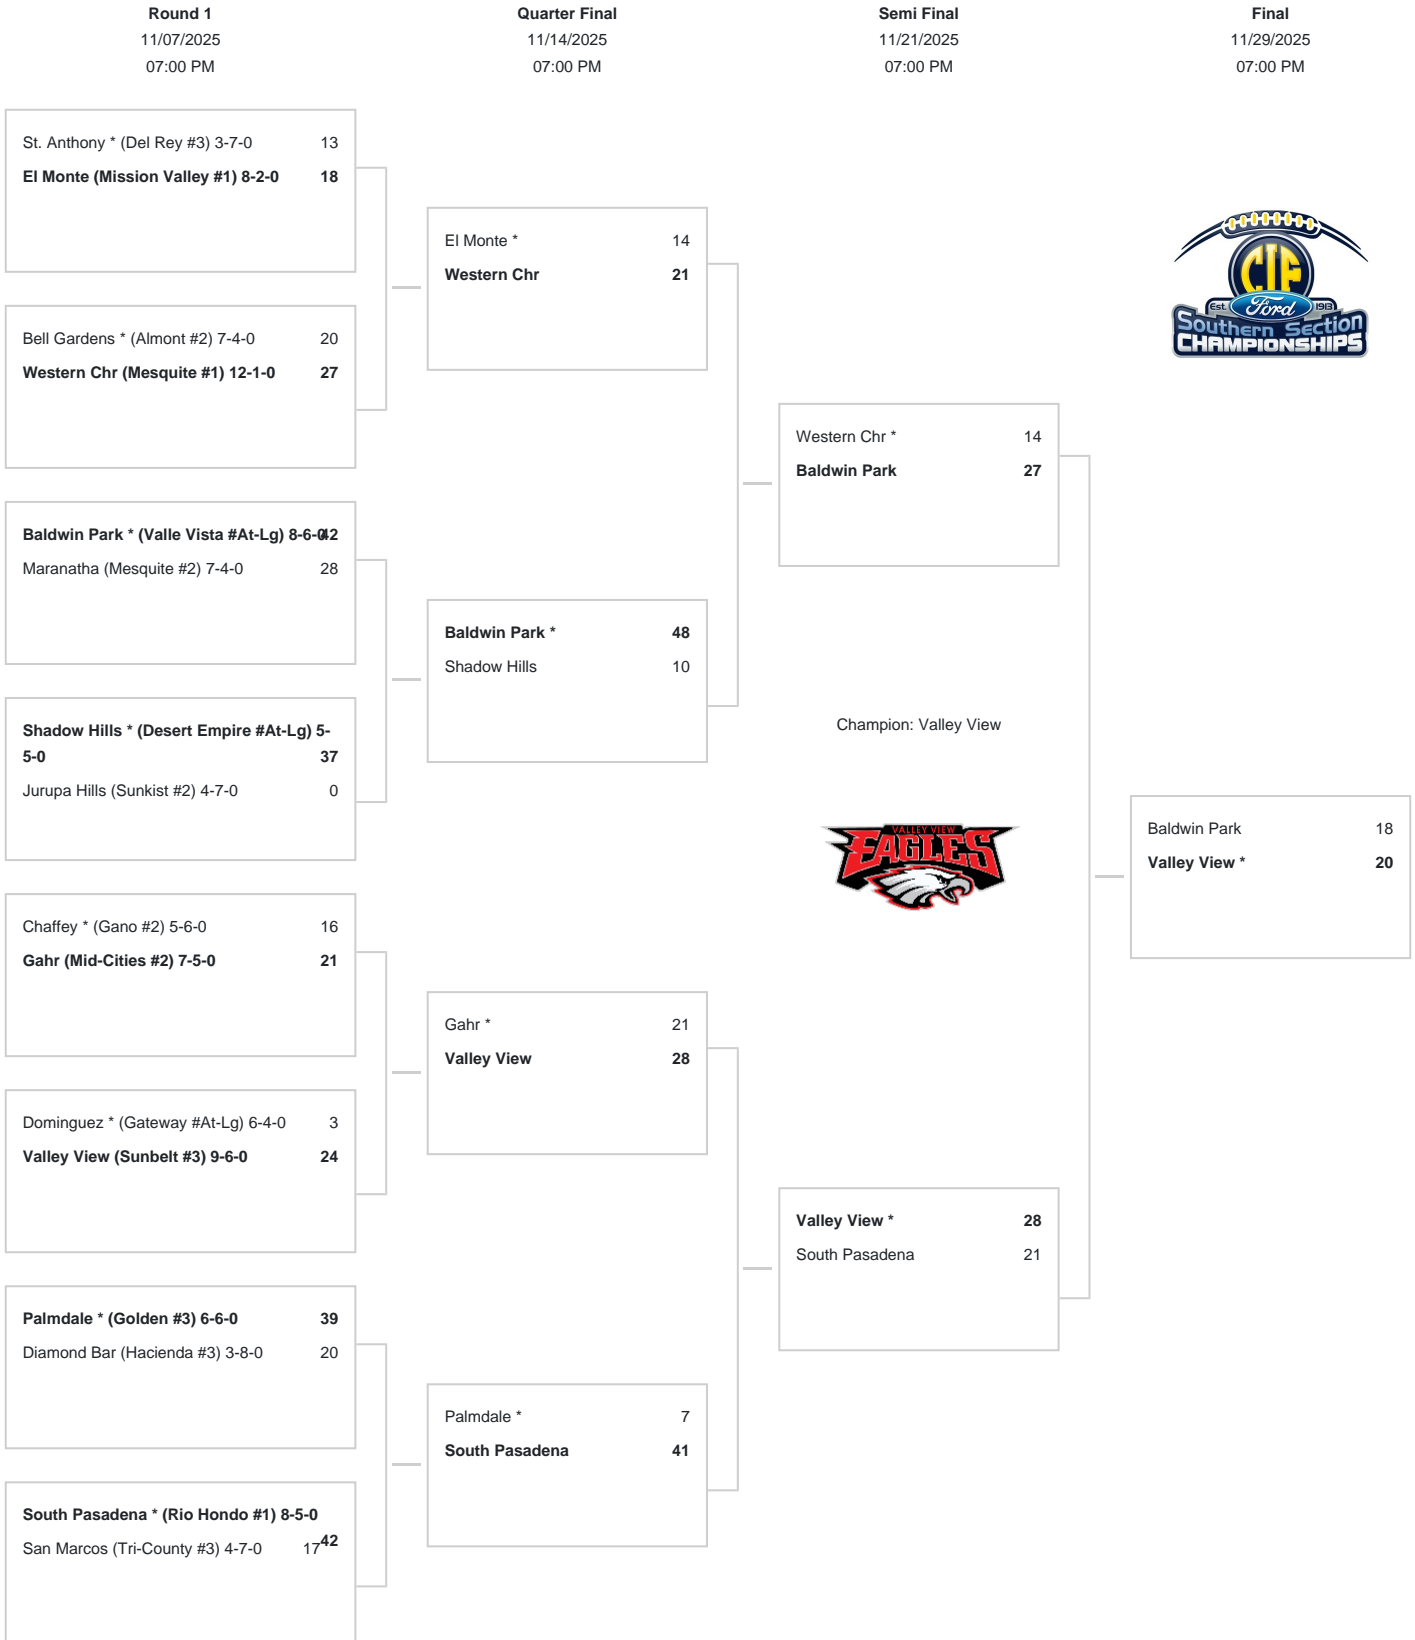 Round 1
11/07/2025
07:00 PM
Quarter Final
11/14/2025
07:00 PM
Semi Final
11/21/2025
07:00 PM
Final
11/29/2025
07:00 PM
St. Anthony * (Del Rey #3) 3-7-0 13
El Monte (Mission Valley #1) 8-2-0 18
Bell Gardens * (Almont #2) 7-4-0 20
Western Chr (Mesquite #1) 12-1-0 27
Baldwin Park * (Valle Vista #At-Lg) 8-6-0 42
Maranatha (Mesquite #2) 7-4-0 28
Shadow Hills * (Desert Empire #At-Lg) 5-
5-0 37
Jurupa Hills (Sunkist #2) 4-7-0 0
Chaffey * (Gano #2) 5-6-0 16
Gahr (Mid-Cities #2) 7-5-0 21
Dominguez * (Gateway #At-Lg) 6-4-0 3
Valley View (Sunbelt #3) 9-6-0 24
Palmdale * (Golden #3) 6-6-0 39
Diamond Bar (Hacienda #3) 3-8-0 20
South Pasadena * (Rio Hondo #1) 8-5-0
42
San Marcos (Tri-County #3) 4-7-0 17
El Monte * 14
Western Chr 21
Baldwin Park * 48
Shadow Hills 10
Gahr * 21
Valley View 28
Palmdale * 7
South Pasadena 41
Western Chr * 14
Baldwin Park 27
Champion: Valley View
VALLEY VIEW
EAGLES
Valley View * 28
South Pasadena 21
CIF
Est. Ford 1913
Southern Section
CHAMPIONSHIPS
Baldwin Park 18
Valley View * 20